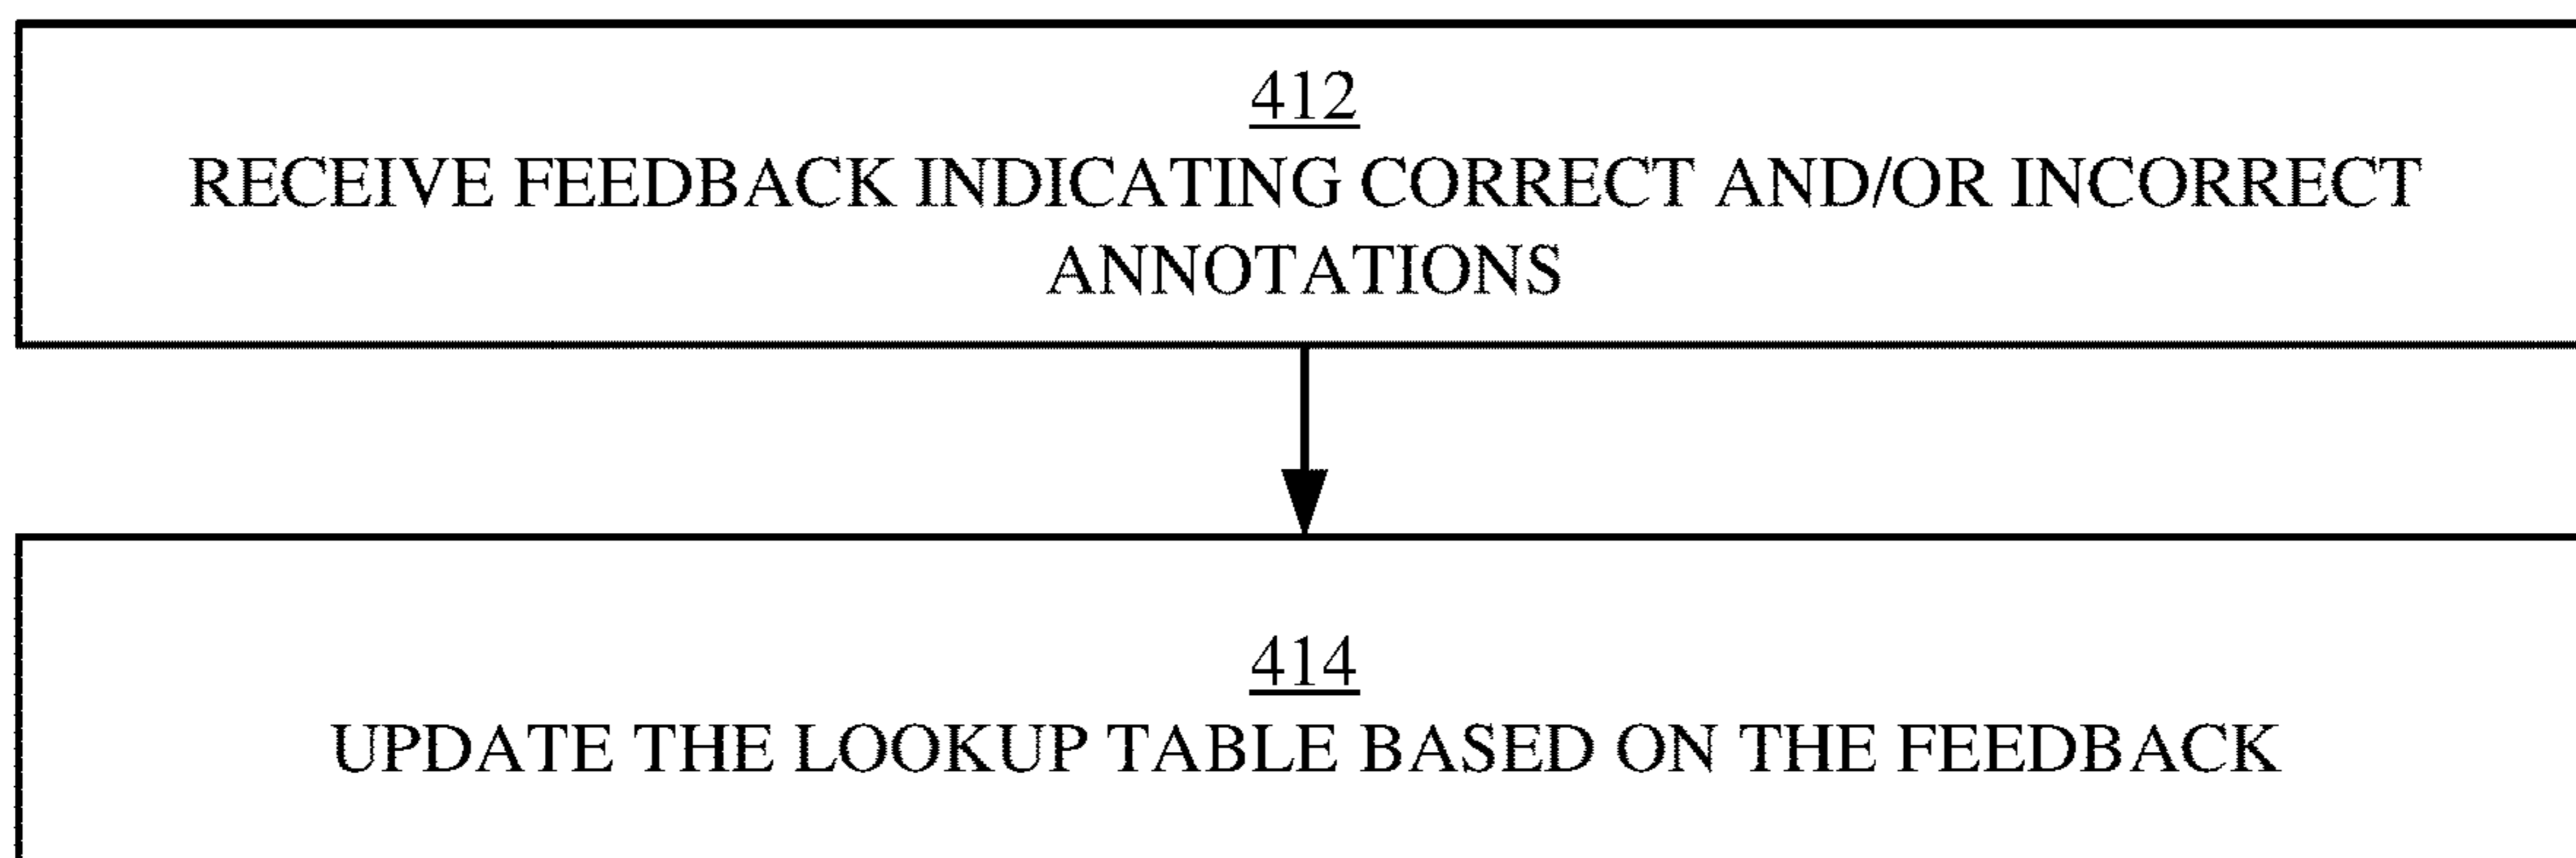 412
RECEIVE FEEDBACK INDICATING CORRECT AND/OR INCORRECT
ANNOTATIONS
414
UPDATE THE LOOKUP TABLE BASED ON THE FEEDBACK